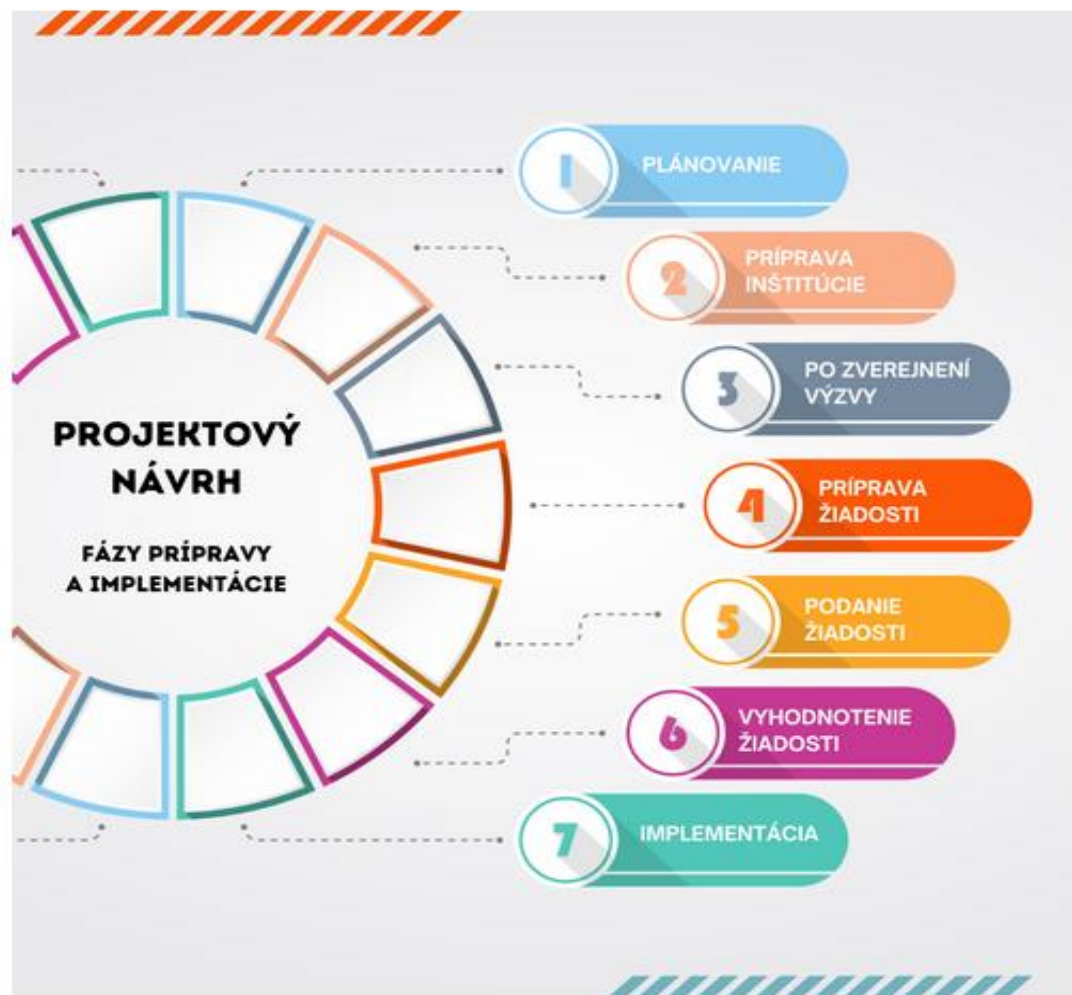 PROJEKTOVÝ
NÁVRH
FÁZY PRÍPRAVY
A IMPLEMENTÁCIE
1
PLÁNOVANIE
2
PRÍPRAVA
INŠTITÚCIE
3
PO ZVEREJNENÍ
VÝZVY
4
PRÍPRAVA
ŽIADOSTI
5
PODANIE
ŽIADOSTI
6
VYHODNOTENIE
ŽIADOSTI
7
IMPLEMENTÁCIA